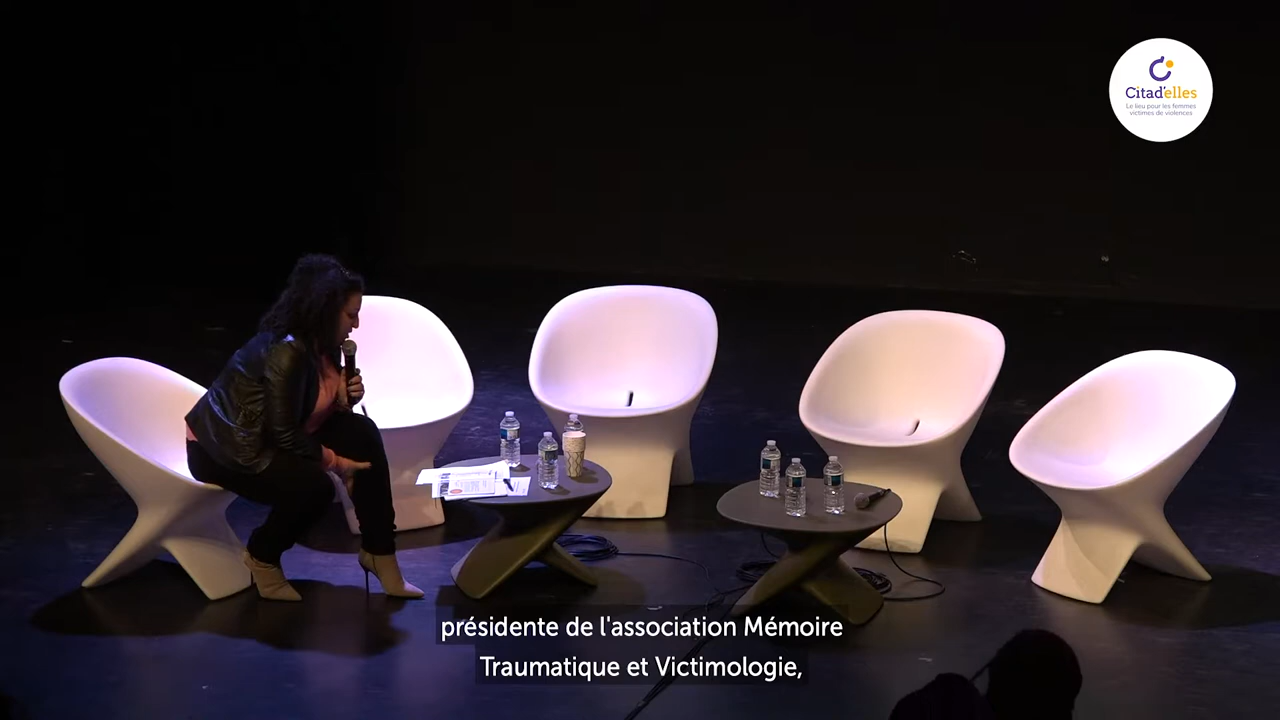 Citad'elles
Le lieu pour les femmes
victimes de violences
présidente de l'association Mémoire
Traumatique et Victimologie,